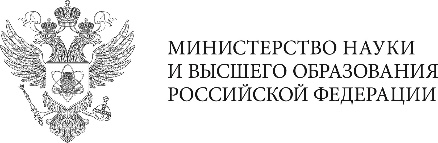 МИНИСТЕРСТВО НАУКИ
И ВЫСШЕГО ОБРАЗОВАНИЯ
РОССИЙСКОЙ ФЕДЕРАЦИИ